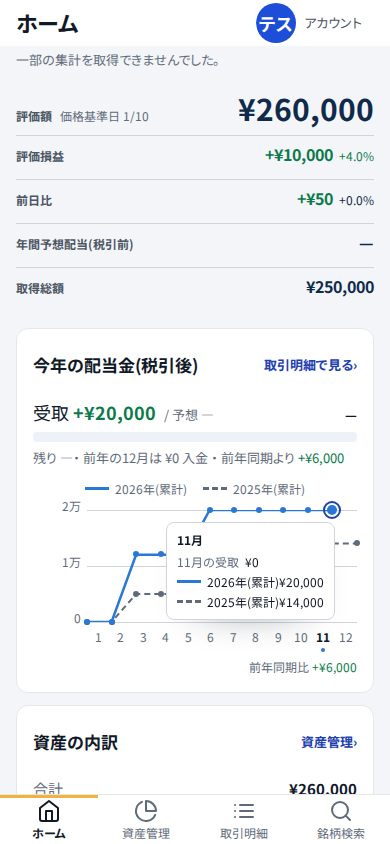 ホーム
テス アカウント
一部の集計を取得できませんでした。
評価額 価格基準日 1/10 ¥260,000
評価損益 +¥10,000 +4.0%
前日比 +¥50 +0.0%
年間予想配当(税引前) —
取得総額 ¥250,000
今年の配当金(税引後) 取引明細で見る›
受取 +¥20,000 / 予想 — —
残り —・前年の12月は ¥0 入金・前年同期より +¥6,000
2026年(累計) 2025年(累計)
2万
1万
0
11月
11月の受取 ¥0
2026年(累計)¥20,000
2025年(累計)¥14,000
1 2 3 4 5 6 7 8 9 10 11 12
前年同期比 +¥6,000
資産の内訳 資産管理›
合計 ¥260,000
ホーム 資産管理 取引明細 銘柄検索